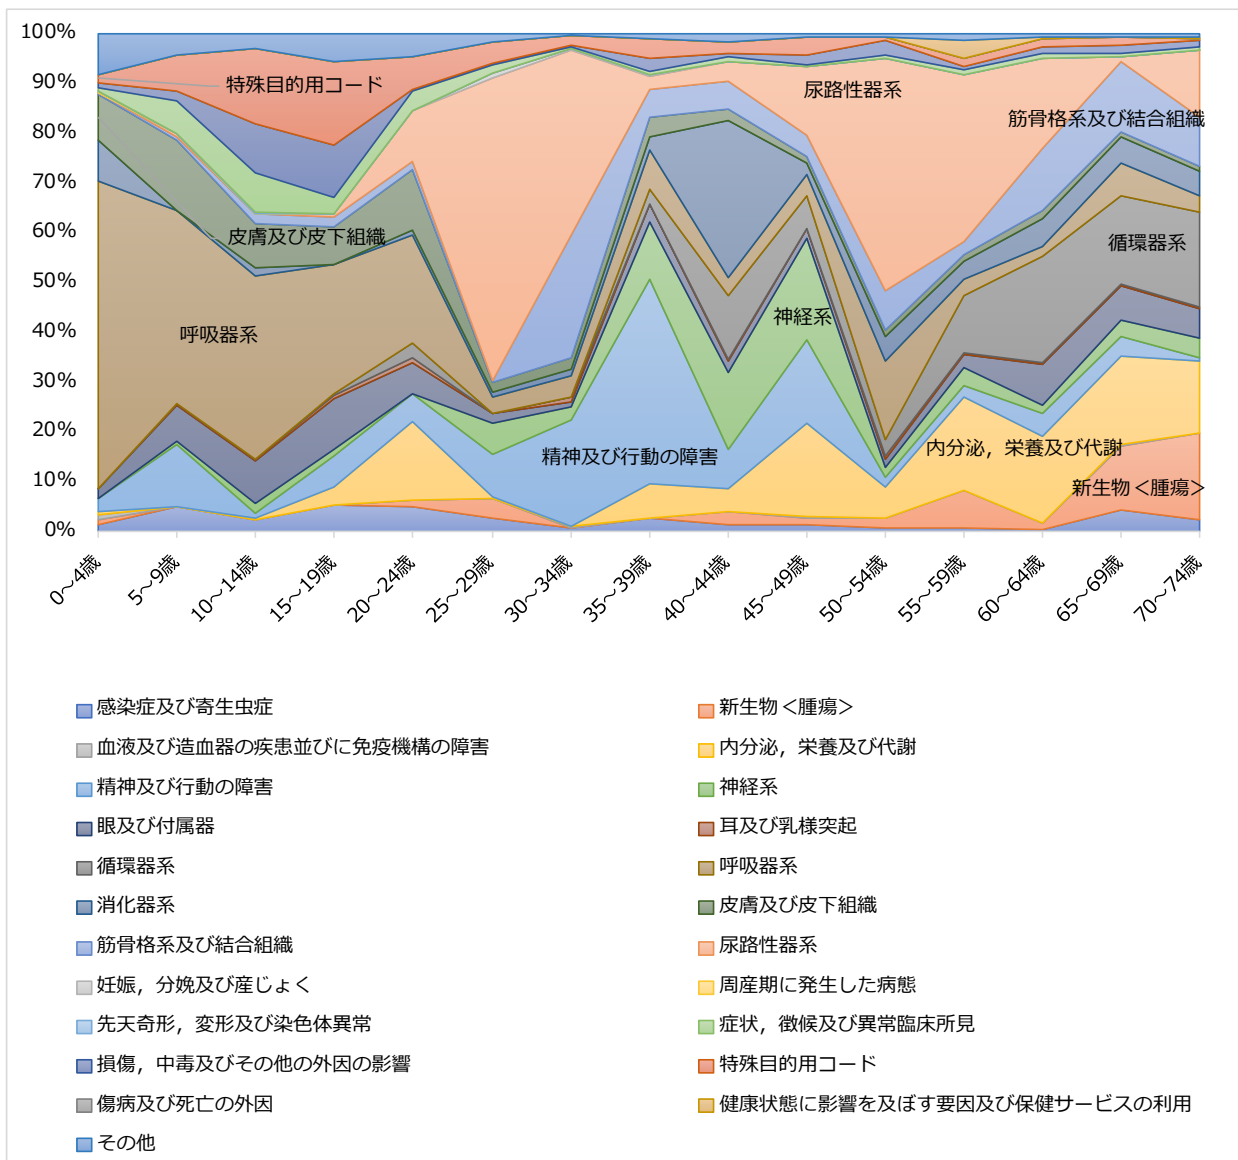 100%
90%
80%
70%
60%
50%
40%
30%
20%
10%
0%
特殊目的用コード
尿路性器系
筋骨格系及び結合組織
皮膚及び皮下組織
循環器系
呼吸器系
神経系
精神及び行動の障害
内分泌，栄養及び代謝
新生物＜腫瘍＞
0～4歳
5～9歳
10～14歳
15～19歳
20～24歳
25～29歳
30～34歳
35～39歳
40～44歳
45～49歳
50～54歳
55～59歳
60～64歳
65～69歳
70～74歳
感染症及び寄生虫症
新生物＜腫瘍＞
血液及び造血器の疾患並びに免疫機構の障害
内分泌，栄養及び代謝
精神及び行動の障害
神経系
眼及び付属器
耳及び乳様突起
循環器系
呼吸器系
消化器系
皮膚及び皮下組織
筋骨格系及び結合組織
尿路性器系
妊娠，分娩及び産じょく
周産期に発生した病態
先天奇形，変形及び染色体異常
症状，徴候及び異常臨床所見
損傷，中毒及びその他の外因の影響
特殊目的用コード
傷病及び死亡の外因
健康状態に影響を及ぼす要因及び保健サービスの利用
その他